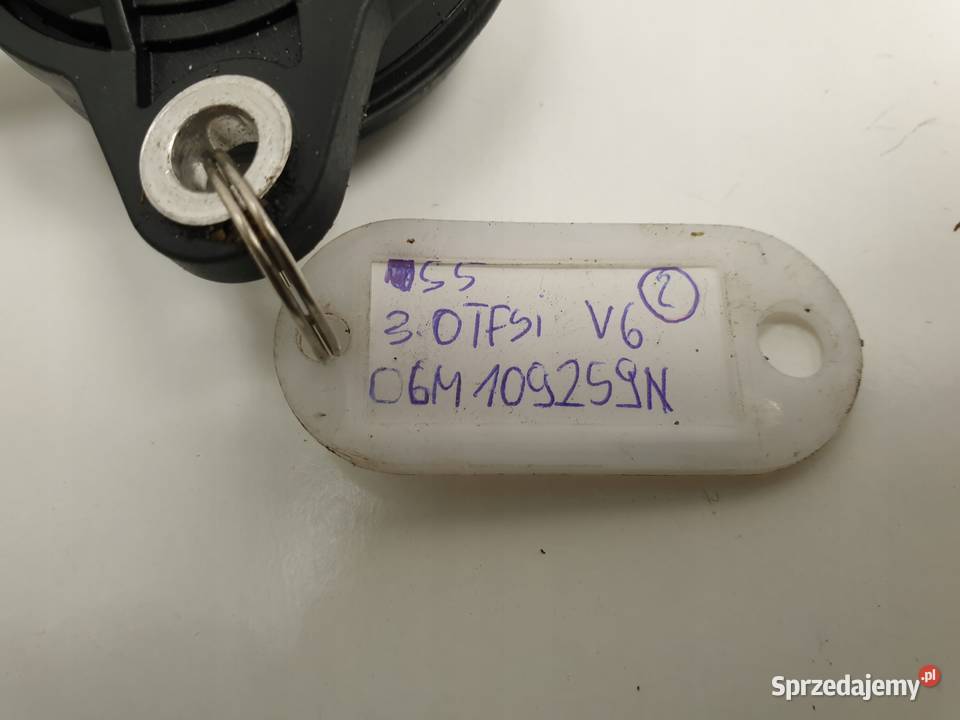 S5 2
3.0TFSi V6
06M109259N
Sprzedajemy.pl